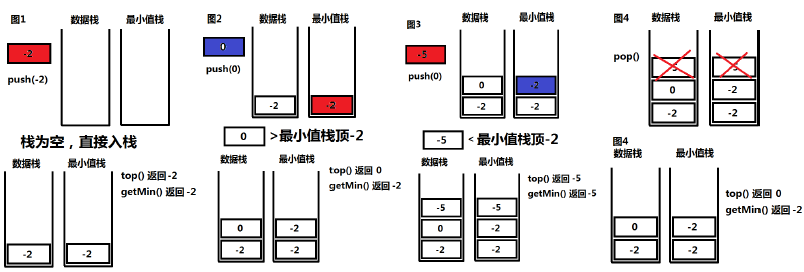 图1
数据栈 最小值栈
-2
push(-2)
栈为空，直接入栈
数据栈 最小值栈
-2 -2
top() 返回 -2
getMin() 返回 -2
图2
数据栈 最小值栈
0
push(0)
-2 -2
0 >最小值栈顶-2
数据栈 最小值栈
0 -2
-2 -2
top() 返回 0
getMin() 返回 -2
图3
数据栈 最小值栈
-5
push(0)
0 -2
-2 -2
-5 < 最小值栈顶-2
数据栈 最小值栈
-5 -5
0 -2
-2 -2
top() 返回 -5
getMin() 返回 -5
图4
数据栈 最小值栈
pop()
0 -2
-2 -2
图4
数据栈 最小值栈
0 -2
-2 -2
top() 返回 0
getMin() 返回 -2